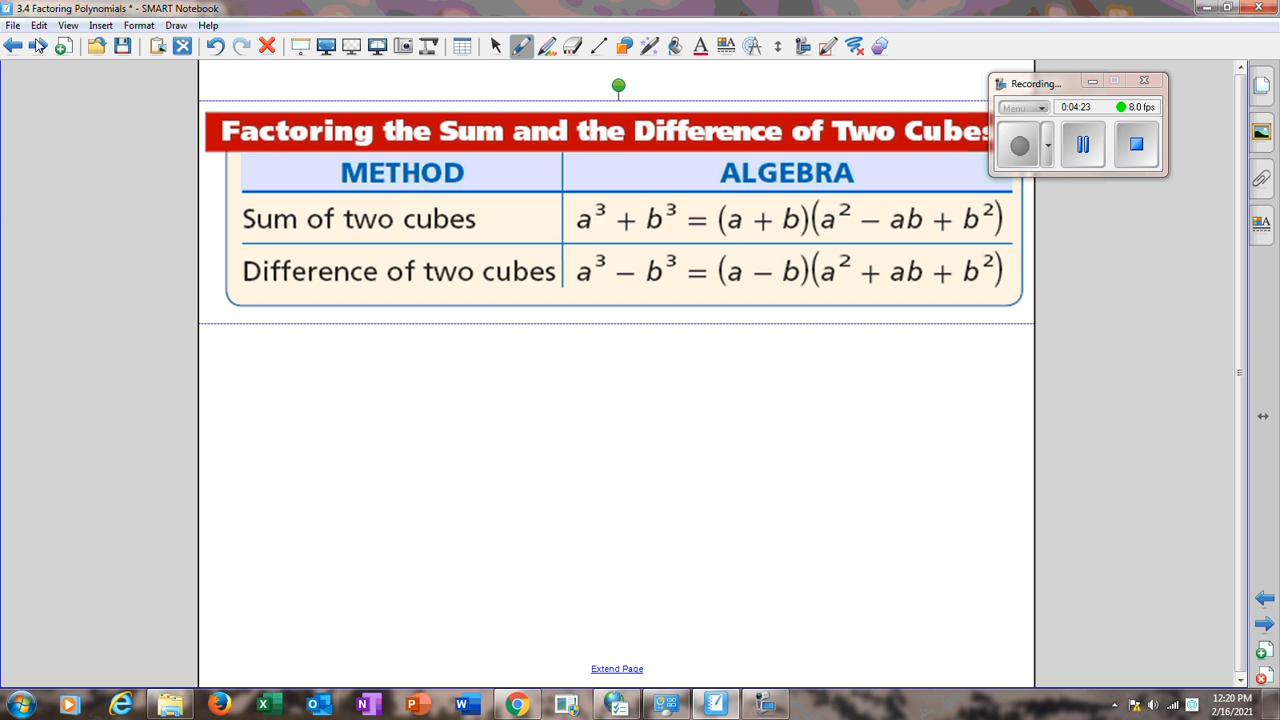 3.4 Factoring Polynomials * - SMART Notebook
File Edit View Insert Format Draw Help
Recording...
Menu 0:04:23 8.0 fps
Factoring the Sum and the Difference of Two Cubes
METHOD ALGEBRA
Sum of two cubes a³ + b³ = (a + b)(a² − ab + b²)
Difference of two cubes a³ − b³ = (a − b)(a² + ab + b²)
Extend Page
12:20 PM
2/16/2021